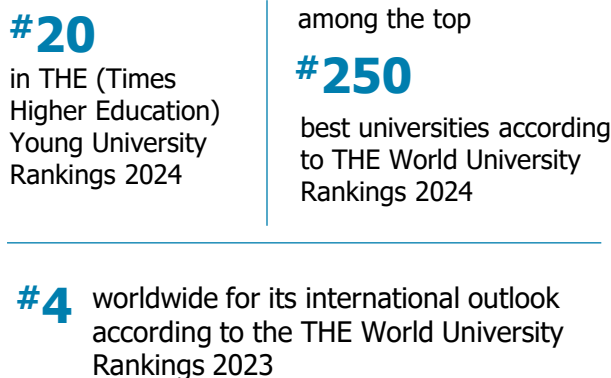 #20
in THE (Times
Higher Education)
Young University
Rankings 2024
among the top
#250
best universities according
to THE World University
Rankings 2024
#4 worldwide for its international outlook
according to the THE World University
Rankings 2023